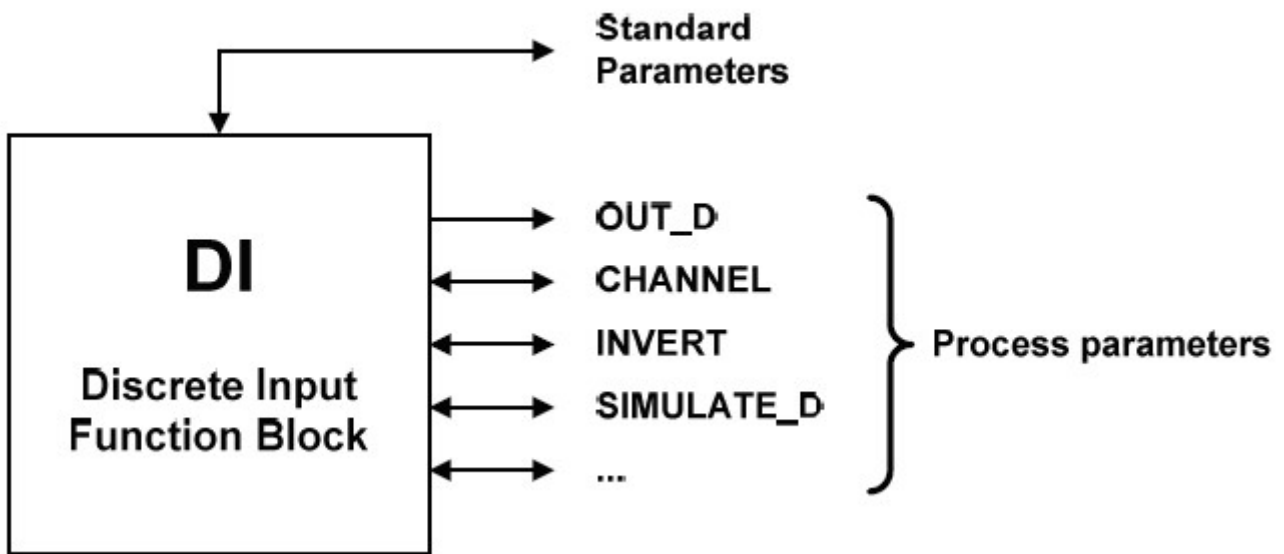 Standard
Parameters
DI
Discrete Input
Function Block
OUT_D
CHANNEL
INVERT
SIMULATE_D
...
Process parameters